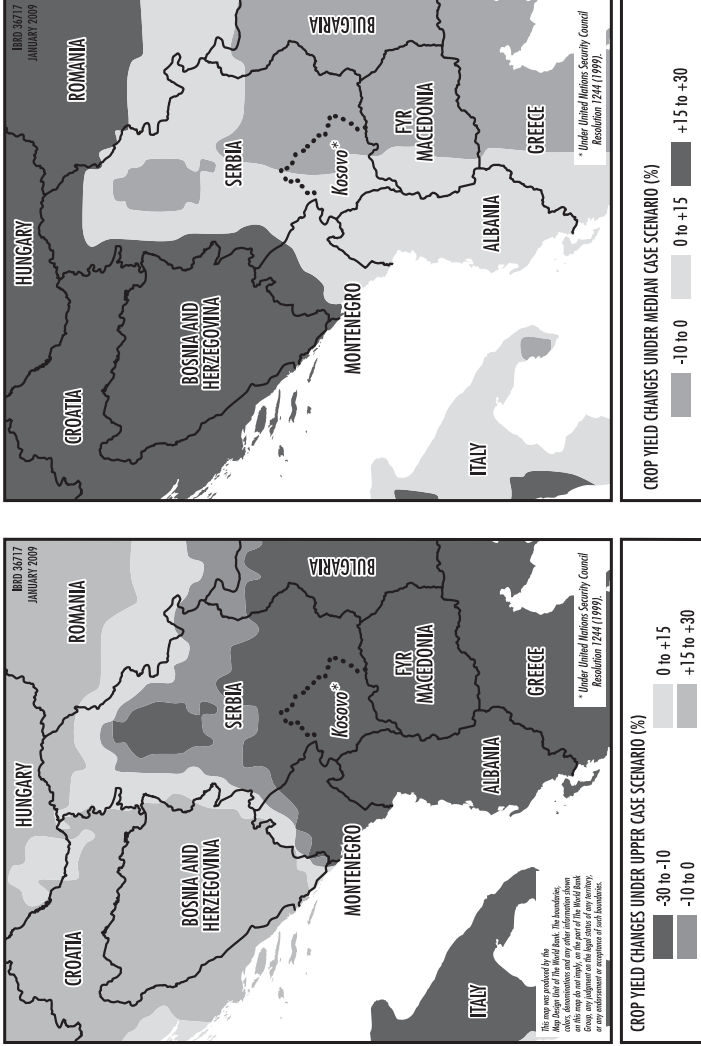 IBRD 36717
JANUARY 2009
HUNGARY
ROMANIA
CROATIA
BOSNIA AND
HERZEGOVINA
SERBIA
BULGARIA
MONTENEGRO
Kosovo*
FYR
MACEDONIA
ITALY
ALBANIA
GREECE
This map was produced by the
Map Design Unit of The World Bank. The boundaries,
colors, denominations and any other information shown
on this map do not imply, on the part of The World Bank
Group, any judgment on the legal status of any territory,
or any endorsement or acceptance of such boundaries.
* Under United Nations Security Council
Resolution 1244 (1999).
CROP YIELD CHANGES UNDER UPPER CASE SCENARIO (%)
-30 to -10
0 to +15
-10 to 0
+15 to +30
IBRD 36717
JANUARY 2009
HUNGARY
ROMANIA
CROATIA
BOSNIA AND
HERZEGOVINA
SERBIA
BULGARIA
MONTENEGRO
Kosovo*
FYR
MACEDONIA
ITALY
ALBANIA
GREECE
* Under United Nations Security Council
Resolution 1244 (1999).
CROP YIELD CHANGES UNDER MEDIAN CASE SCENARIO (%)
-10 to 0
0 to +15
+15 to +30